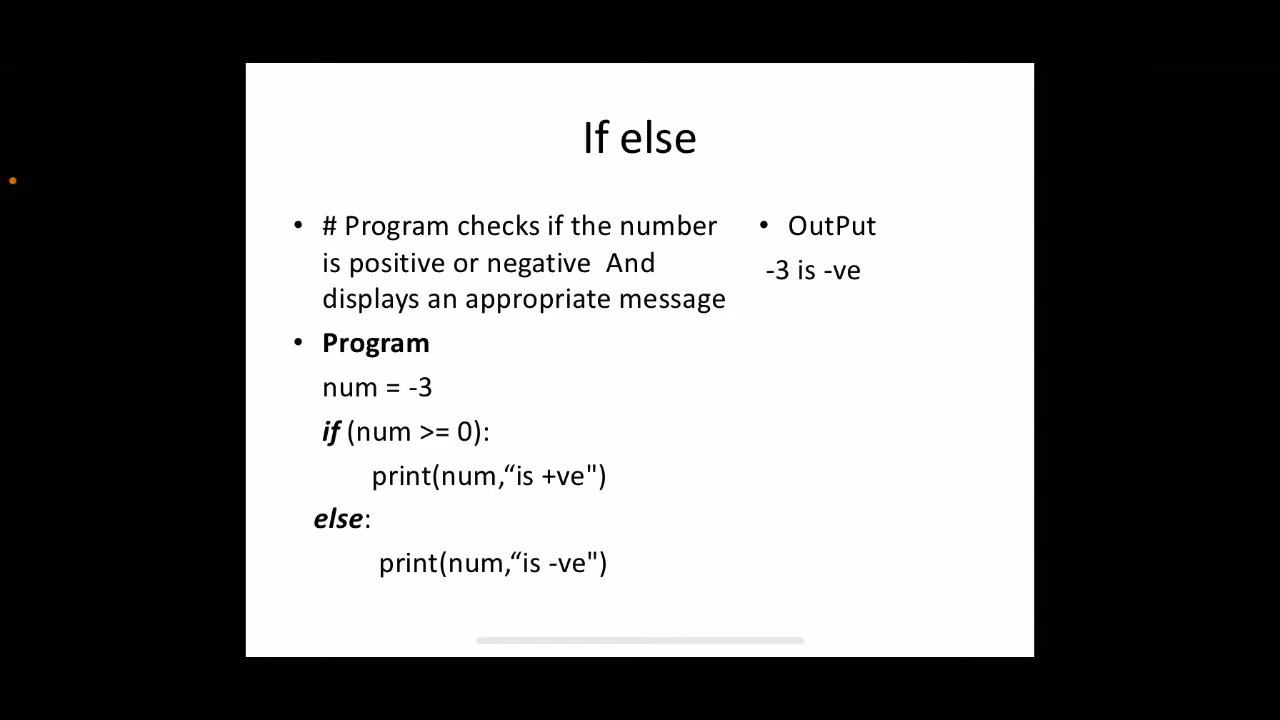 If else
• # Program checks if the number
is positive or negative  And
displays an appropriate message
• Program
num = -3
if (num >= 0):
print(num,“is +ve")
else:
print(num,“is -ve")
• OutPut
-3 is -ve